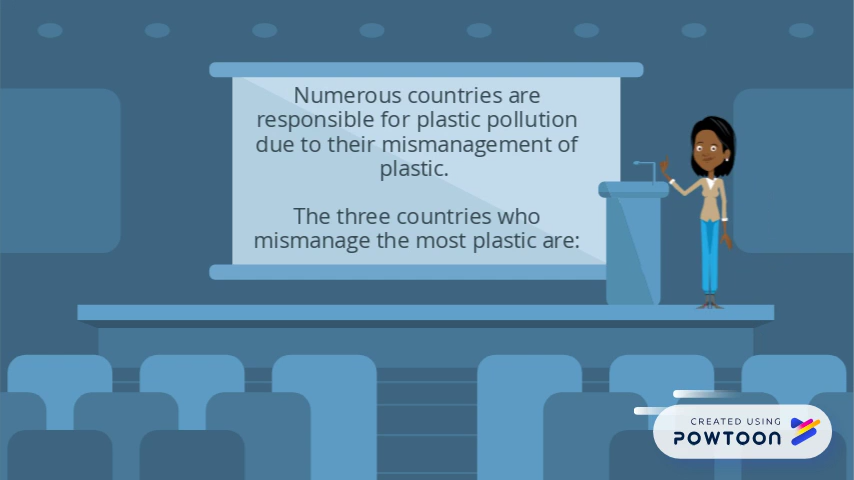 Numerous countries are
responsible for plastic pollution
due to their mismanagement of
plastic.
The three countries who
mismanage the most plastic are:
CREATED USING
POWTOON